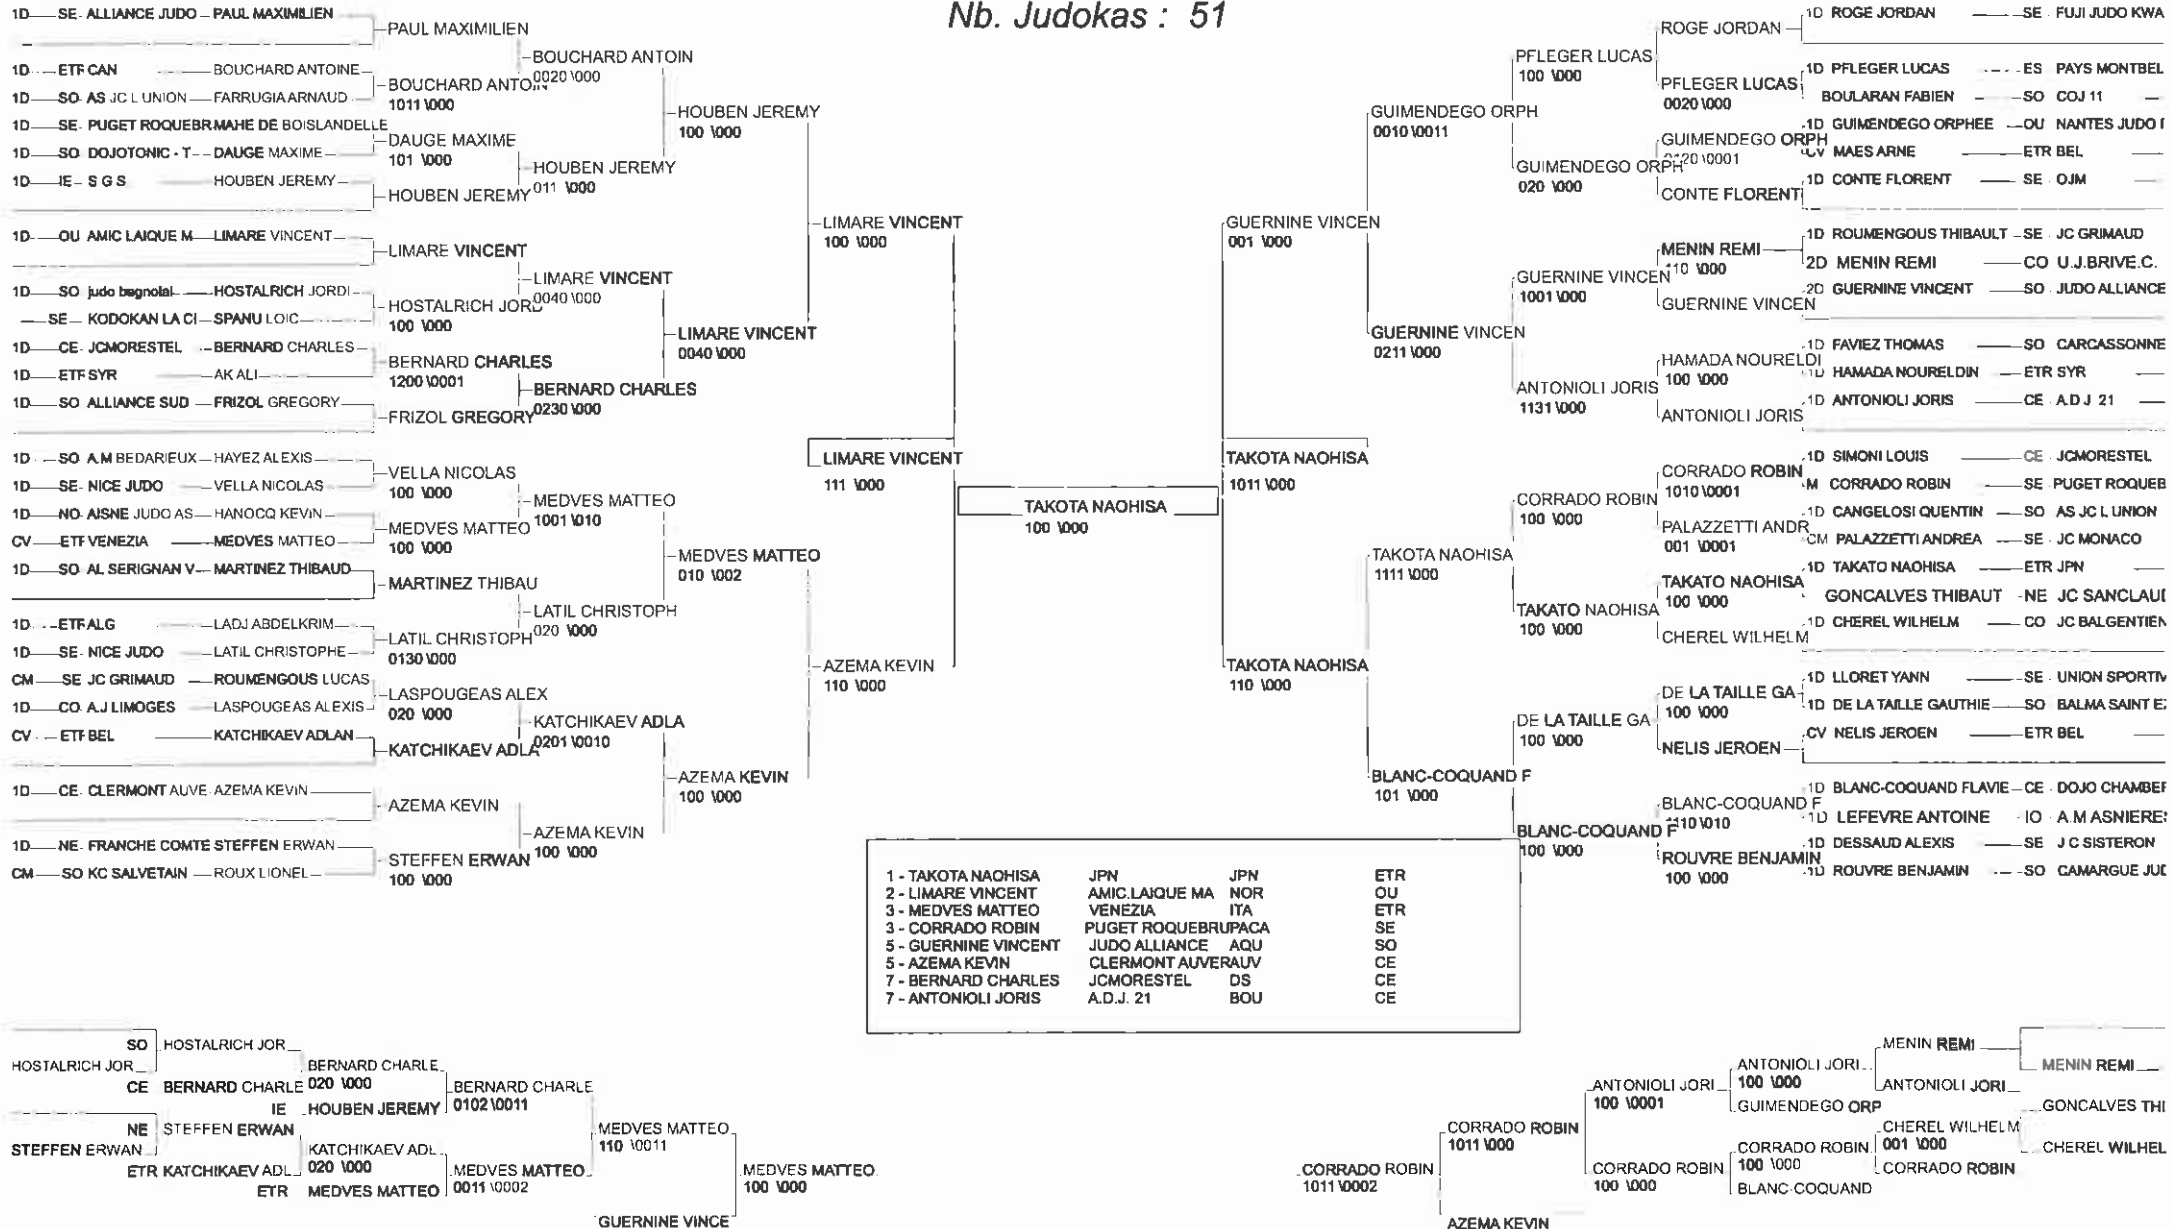 Nb. Judokas : 51
1D SE- ALLIANCE JUDO PAUL MAXIMILIEN
PAUL MAXIMILIEN
BOUCHARD ANTOIN
0020 \000
1D ETF CAN BOUCHARD ANTOINE
BOUCHARD ANTOIN
1011 \000
1D SO- AS JC L UNION FARRUGIA ARNAUD
HOUBEN JEREMY
100 \000
1D SE- PUGET ROQUEBR MAHE DE BOISLANDELLE
DAUGE MAXIME
101 \000
1D SO DOJOTONIC - T DAUGE MAXIME
HOUBEN JEREMY
011 \000
1D IE- S G S HOUBEN JEREMY
HOUBEN JEREMY
LIMARE VINCENT
100 \000
1D OU AMIC LAIQUE M LIMARE VINCENT
LIMARE VINCENT
LIMARE VINCENT
0040 \000
1D SO judo bagnolal HOSTALRICH JORDI
HOSTALRICH JORD
100 \000
SE KODOKAN LA CI SPANU LOIC
LIMARE VINCENT
0040 \000
1D CE- JCMORESTEL BERNARD CHARLES
BERNARD CHARLES
1200 \0001
1D ETF SYR AK ALI
BERNARD CHARLES
0230 \000
1D SO ALLIANCE SUD FRIZOL GREGORY
FRIZOL GREGORY
LIMARE VINCENT
111 \000
1D SO A.M BEDARIEUX HAYEZ ALEXIS
VELLA NICOLAS
100 \000
1D SE- NICE JUDO VELLA NICOLAS
MEDVES MATTEO
1001 \010
1D NO- AISNE JUDO AS HANOCQ KEVIN
MEDVES MATTEO
100 \000
CV ETF VENEZIA MEDVES MATTEO
MEDVES MATTEO
010 \002
1D SO- AL SERIGNAN V MARTINEZ THIBAUD
MARTINEZ THIBAU
LATIL CHRISTOPH
020 \000
1D ETF ALG LADJ ABDELKRIM
LATIL CHRISTOPH
0130 \000
1D SE- NICE JUDO LATIL CHRISTOPHE
AZEMA KEVIN
110 \000
CM SE JC GRIMAUD ROUMENGOUS LUCAS
LASPOUGEAS ALEX
020 \000
1D CO- A.J LIMOGES LASPOUGEAS ALEXIS
KATCHIKAEV ADLA
0201 \0010
CV ETF BEL KATCHIKAEV ADLAN
KATCHIKAEV ADLA
AZEMA KEVIN
100 \000
1D CE- CLERMONT AUVE AZEMA KEVIN
AZEMA KEVIN
AZEMA KEVIN
100 \000
1D NE- FRANCHE COMTE STEFFEN ERWAN
STEFFEN ERWAN
100 \000
CM SO KC SALVETAIN ROUX LIONEL
TAKOTA NAOHISA
100 \000
1D ROGE JORDAN SE - FUJI JUDO KWA
ROGE JORDAN
PFLEGER LUCAS
100 \000
1D PFLEGER LUCAS ES PAYS MONTBEL
PFLEGER LUCAS
0020 \000
BOULARAN FABIEN SO COJ 11
GUIMENDEGO ORPH
0010 \0011
1D GUIMENDEGO ORPHEE OU NANTES JUDO
GUIMENDEGO ORPH
0120 \0001
CV MAES ARNE ETR BEL
GUIMENDEGO ORPH
020 \000
1D CONTE FLORENT SE - OJM
CONTE FLORENT
GUERNINE VINCEN
001 \000
1D ROUMENGOUS THIBAULT SE JC GRIMAUD
MENIN REMI
110 \000
2D MENIN REMI CO U.J.BRIVE.C.
GUERNINE VINCEN
1001 \000
2D GUERNINE VINCENT SO JUDO ALLIANCE
GUERNINE VINCEN
GUERNINE VINCEN
0211 \000
1D FAVIEZ THOMAS SO CARCASSONNE
HAMADA NOURELDI
100 \000
1D HAMADA NOURELDIN ETR SYR
ANTONIOLI JORIS
1131 \000
1D ANTONIOLI JORIS CE A.D.J 21
ANTONIOLI JORIS
TAKOTA NAOHISA
1011 \000
1D SIMONI LOUIS CE JCMORESTEL
CORRADO ROBIN
1010 \0001
M CORRADO ROBIN SE PUGET ROQUEB
CORRADO ROBIN
100 \000
1D CANGELOSI QUENTIN SO AS JC L UNION
PALAZZETTI ANDR
001 \0001
CM PALAZZETTI ANDREA SE - JC MONACO
TAKOTA NAOHISA
1111 \000
1D TAKATO NAOHISA ETR JPN
TAKATO NAOHISA
100 \000
GONCALVES THIBAUT NE JC SANCLAU
TAKATO NAOHISA
100 \000
1D CHEREL WILHELM CO JC BALGENTIEN
CHEREL WILHELM
TAKOTA NAOHISA
110 \000
1D LLORET YANN SE - UNION SPORTIV
DE LA TAILLE GA
100 \000
1D DE LA TAILLE GAUTHIE SO BALMA SAINT E
DE LA TAILLE GA
100 \000
CV NELIS JEROEN ETR BEL
NELIS JEROEN
BLANC-COQUAND F
101 \000
1D BLANC-COQUAND FLAVIE CE - DOJO CHAMBER
BLANC-COQUAND F
1110 \010
1D LEFEVRE ANTOINE IO A M ASNIERE
BLANC-COQUAND F
100 \000
1D DESSAUD ALEXIS SE J C SISTERON
ROUVRE BENJAMIN
100 \000
1D ROUVRE BENJAMIN SO CAMARGUE JUD
1 - TAKOTA NAOHISA JPN JPN ETR
2 - LIMARE VINCENT AMIC.LAIQUE MA NOR OU
3 - MEDVES MATTEO VENEZIA ITA ETR
3 - CORRADO ROBIN PUGET ROQUEBRU PACA SE
5 - GUERNINE VINCENT JUDO ALLIANCE AQU SO
5 - AZEMA KEVIN CLERMONT AUVER AUV CE
7 - BERNARD CHARLES JCMORESTEL DS CE
7 - ANTONIOLI JORIS A.D.J. 21 BOU CE
SO HOSTALRICH JOR
HOSTALRICH JOR
BERNARD CHARLE
020 \000
CE BERNARD CHARLE
BERNARD CHARLE
0102 \0011
IE HOUBEN JEREMY
NE STEFFEN ERWAN
MEDVES MATTEO
110 \0011
STEFFEN ERWAN
KATCHIKAEV ADL
020 \000
ETR KATCHIKAEV ADL
MEDVES MATTEO
0011 \0002
MEDVES MATTEO
100 \000
ETR MEDVES MATTEO
GUERNINE VINCE
MENIN REMI
MENIN REMI
ANTONIOLI JORI
100 \000
ANTONIOLI JORI
ANTONIOLI JORI
100 \0001
GUIMENDEGO ORP
GONCALVES THI
CHEREL WILHELM
001 \000
CHEREL WILHEL
CORRADO ROBIN
1011 \000
CORRADO ROBIN
100 \000
CORRADO ROBIN
CORRADO ROBIN
100 \000
BLANC-COQUAND
CORRADO ROBIN
1011 \0002
AZEMA KEVIN